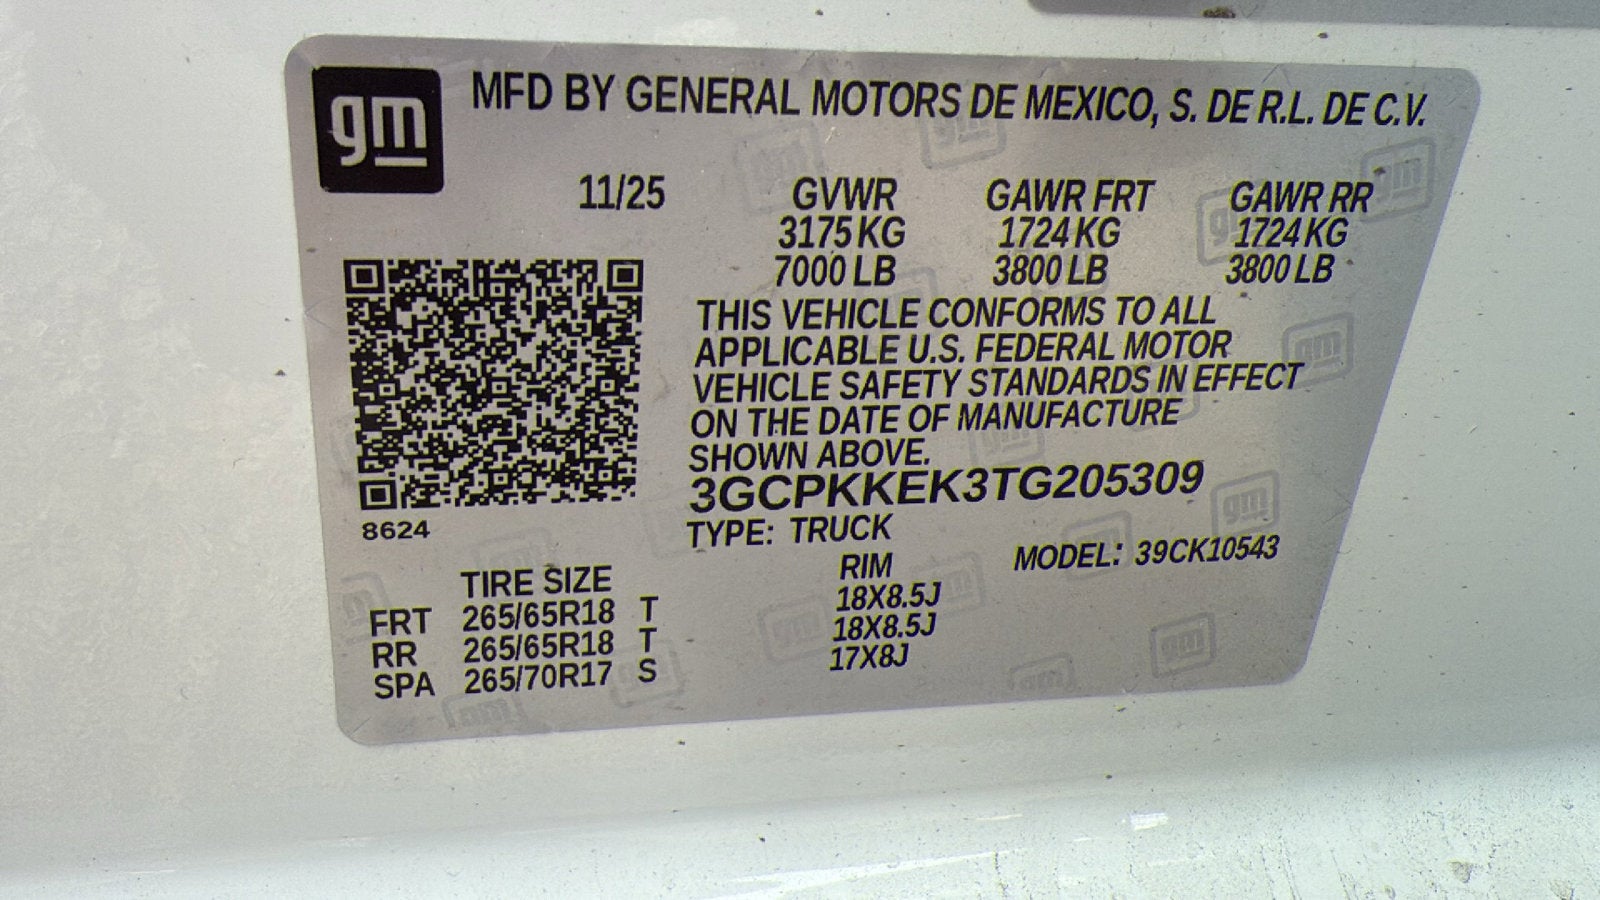 gm
MFD BY GENERAL MOTORS DE MEXICO, S. DE R.L. DE C.V.
11/25 GVWR GAWR FRT GAWR RR
3175 KG 1724 KG 1724 KG
7000 LB 3800 LB 3800 LB
THIS VEHICLE CONFORMS TO ALL
APPLICABLE U.S. FEDERAL MOTOR
VEHICLE SAFETY STANDARDS IN EFFECT
ON THE DATE OF MANUFACTURE
SHOWN ABOVE.
3GCPKKEK3TG205309
8624
TYPE: TRUCK
MODEL: 39CK10543
TIRE SIZE RIM
FRT 265/65R18 T 18X8.5J
RR 265/65R18 T 18X8.5J
SPA 265/70R17 S 17X8J